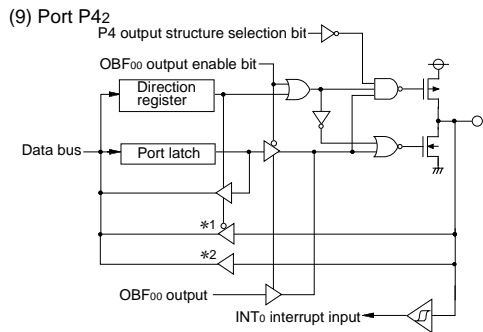 (9) Port P42
P4 output structure selection bit
OBF00 output enable bit
Direction
register
Data bus
Port latch
*1
*2
OBF00 output
INT0 interrupt input